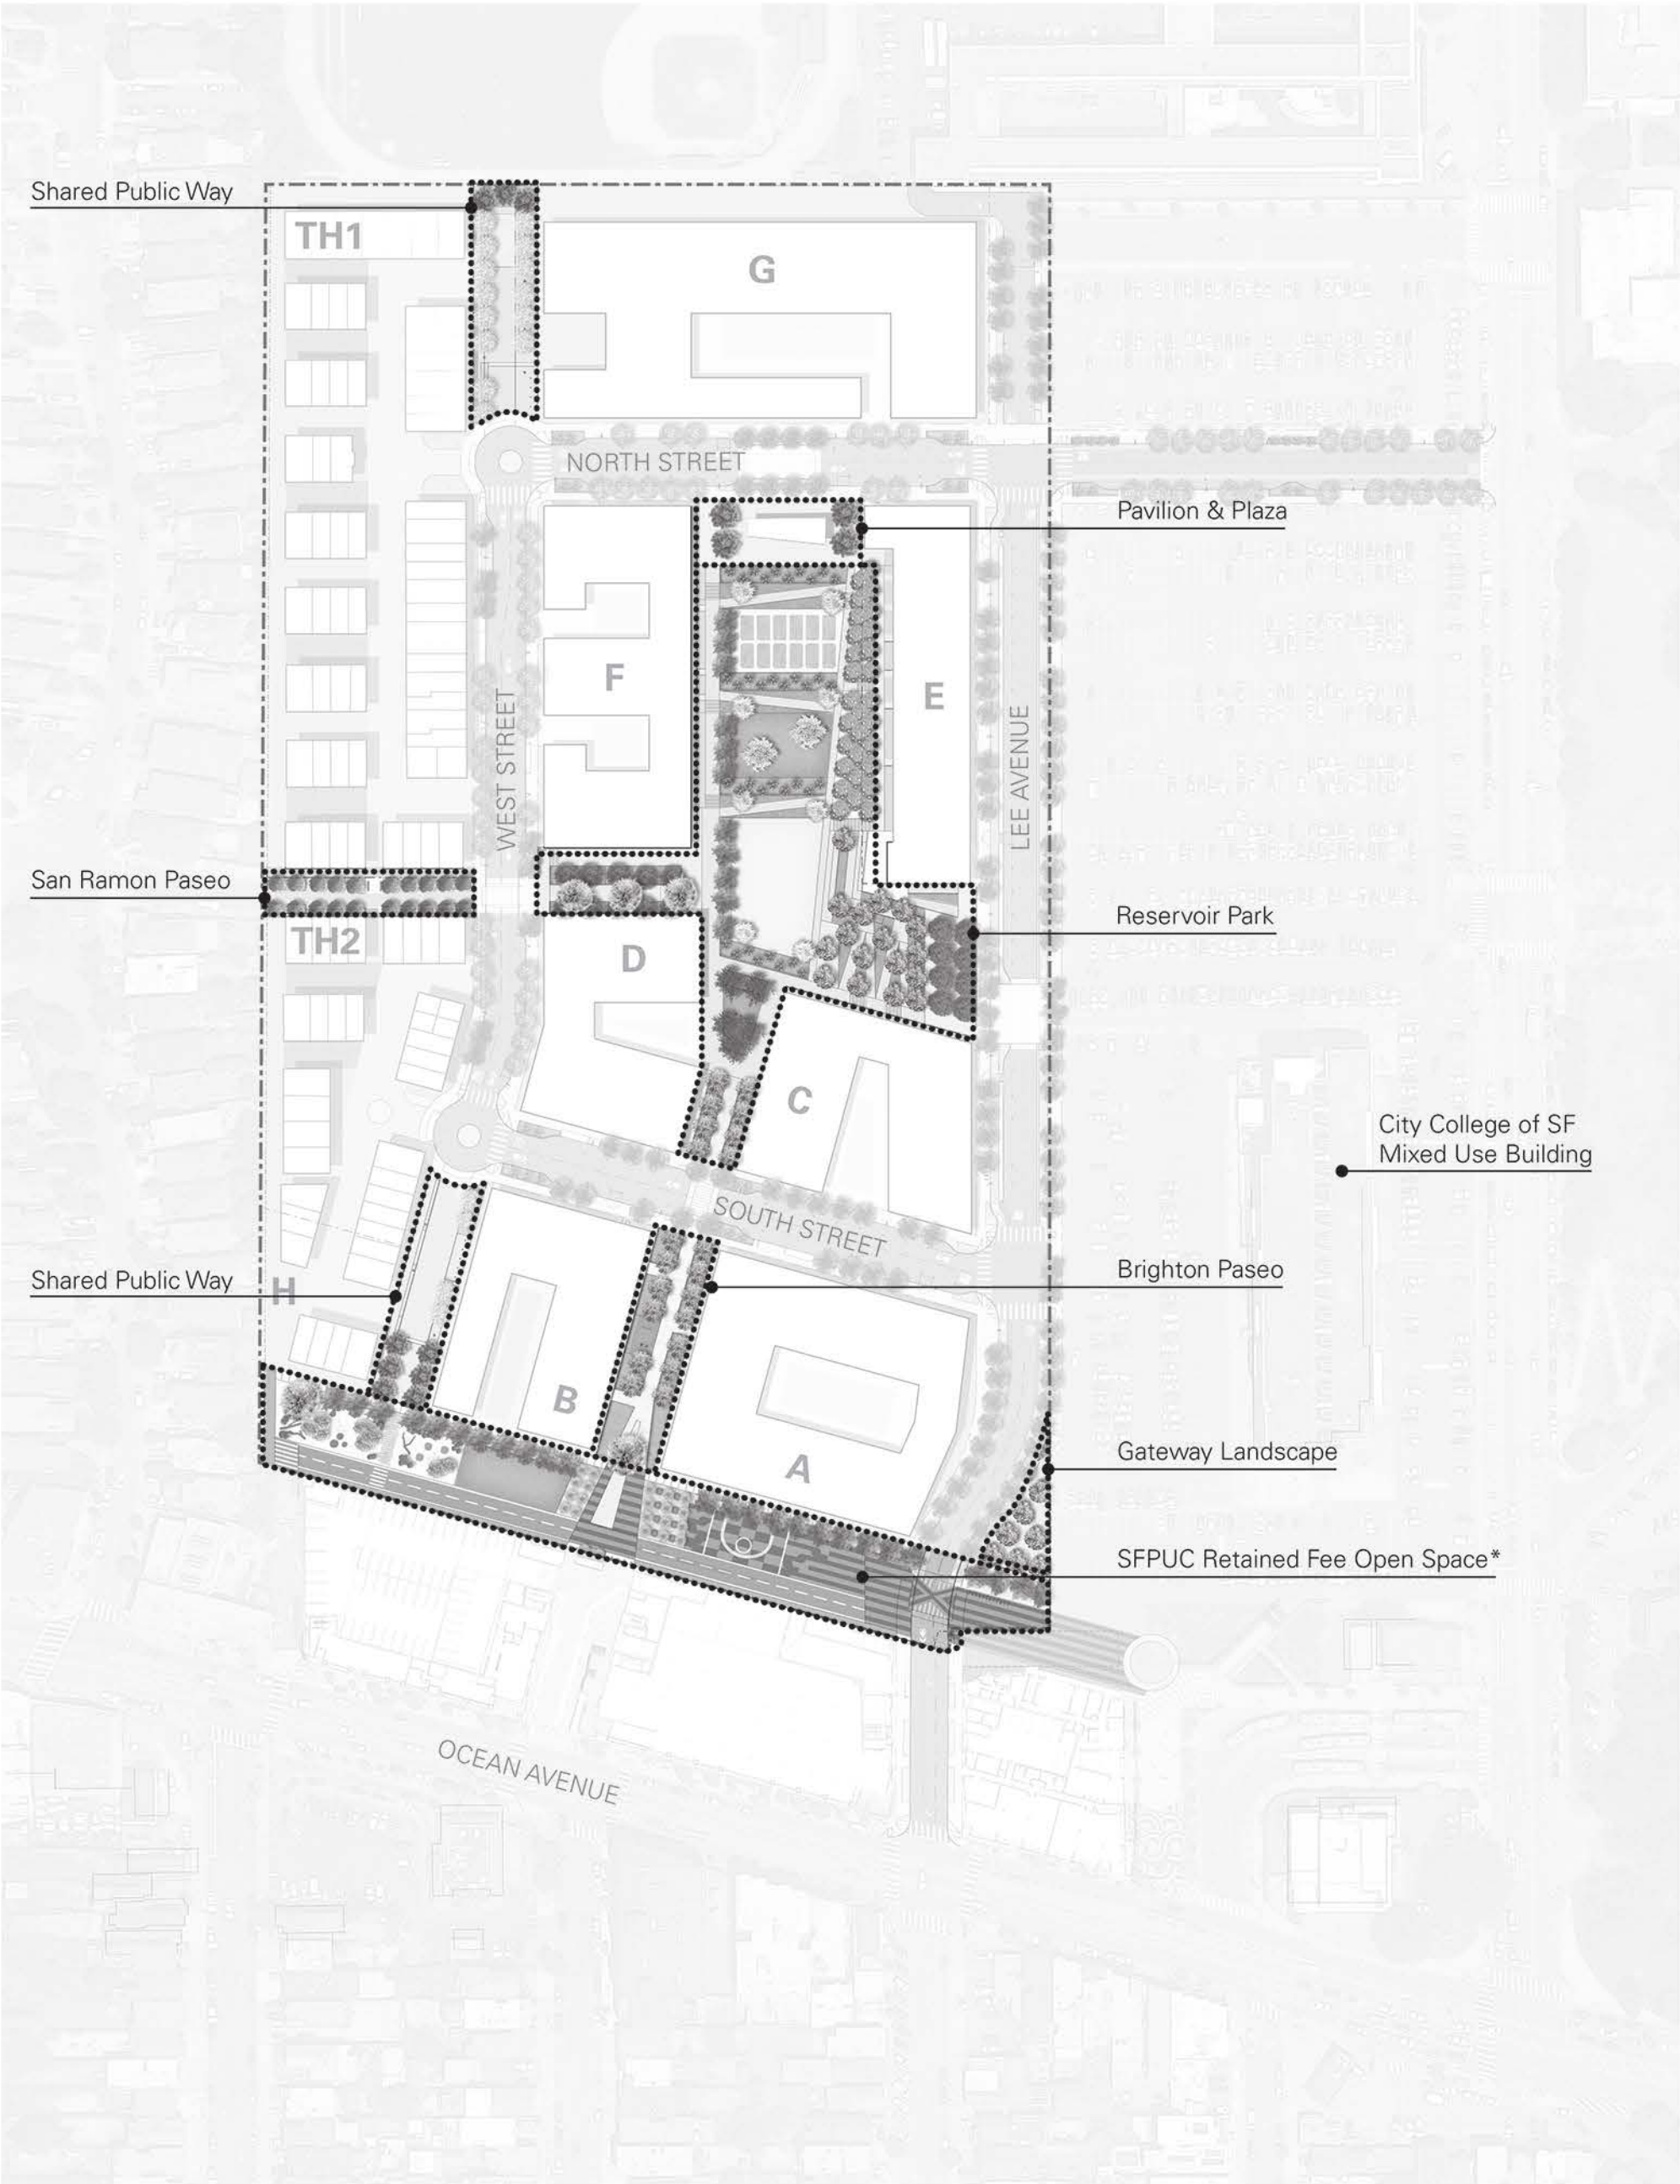 Shared Public Way
TH1
G
NORTH STREET
Pavilion & Plaza
F
E
WEST STREET
LEE AVENUE
San Ramon Paseo
Reservoir Park
TH2
D
C
City College of SF
Mixed Use Building
SOUTH STREET
Brighton Paseo
Shared Public Way
H
B
A
Gateway Landscape
SFPUC Retained Fee Open Space*
OCEAN AVENUE